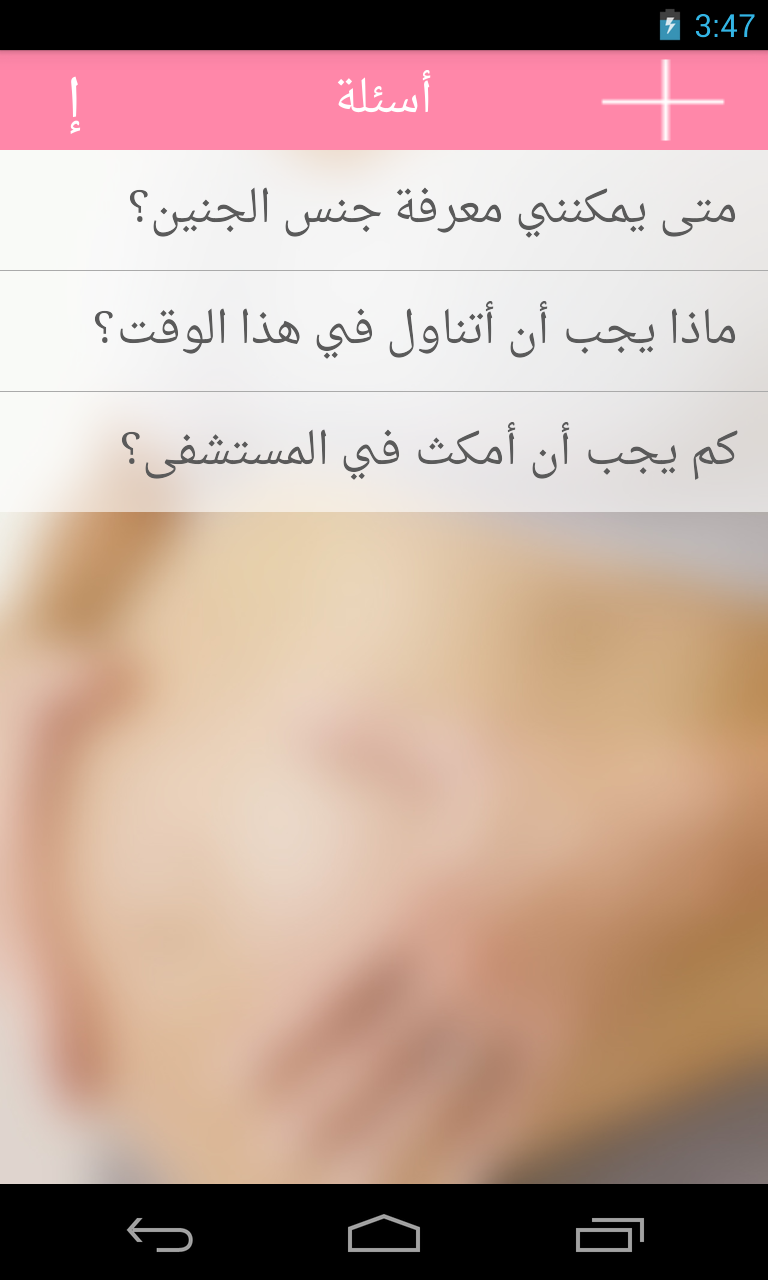 3:47
إ
أسئلة
متى يمكنني معرفة جنس الجنين؟
ماذا يجب أن أتناول في هذا الوقت؟
كم يجب أن أمكث في المستشفى؟